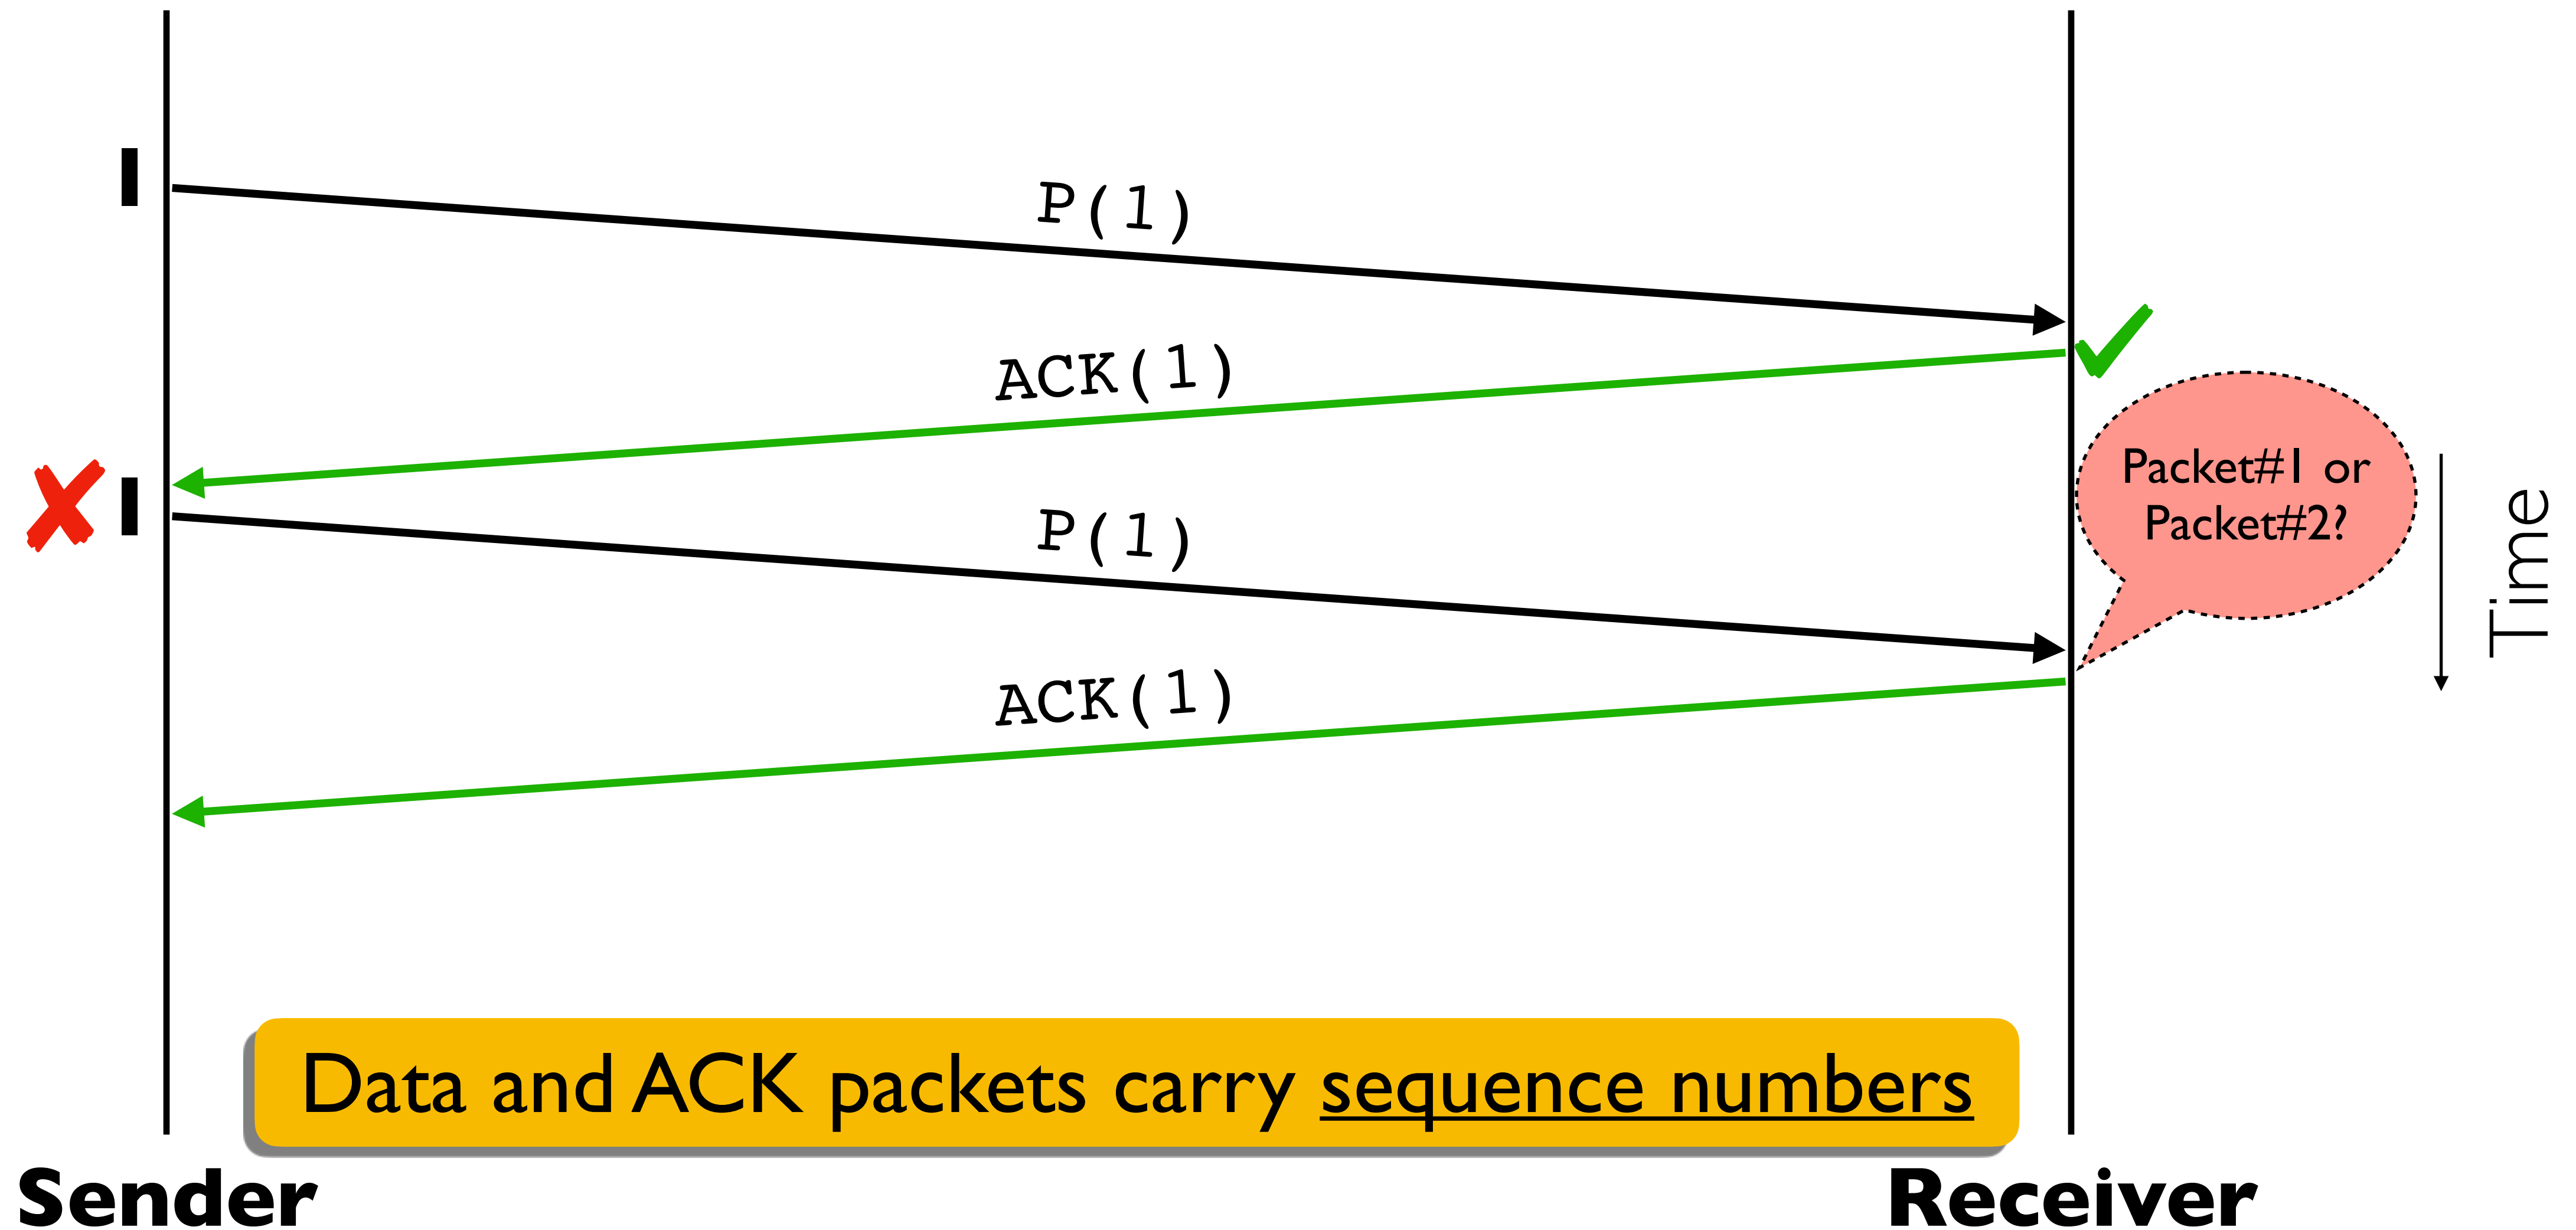 1
P(1)
ACK(1)
Packet#1 or
Packet#2?
1
P(1)
ACK(1)
Time
Data and ACK packets carry sequence numbers
Sender
Receiver